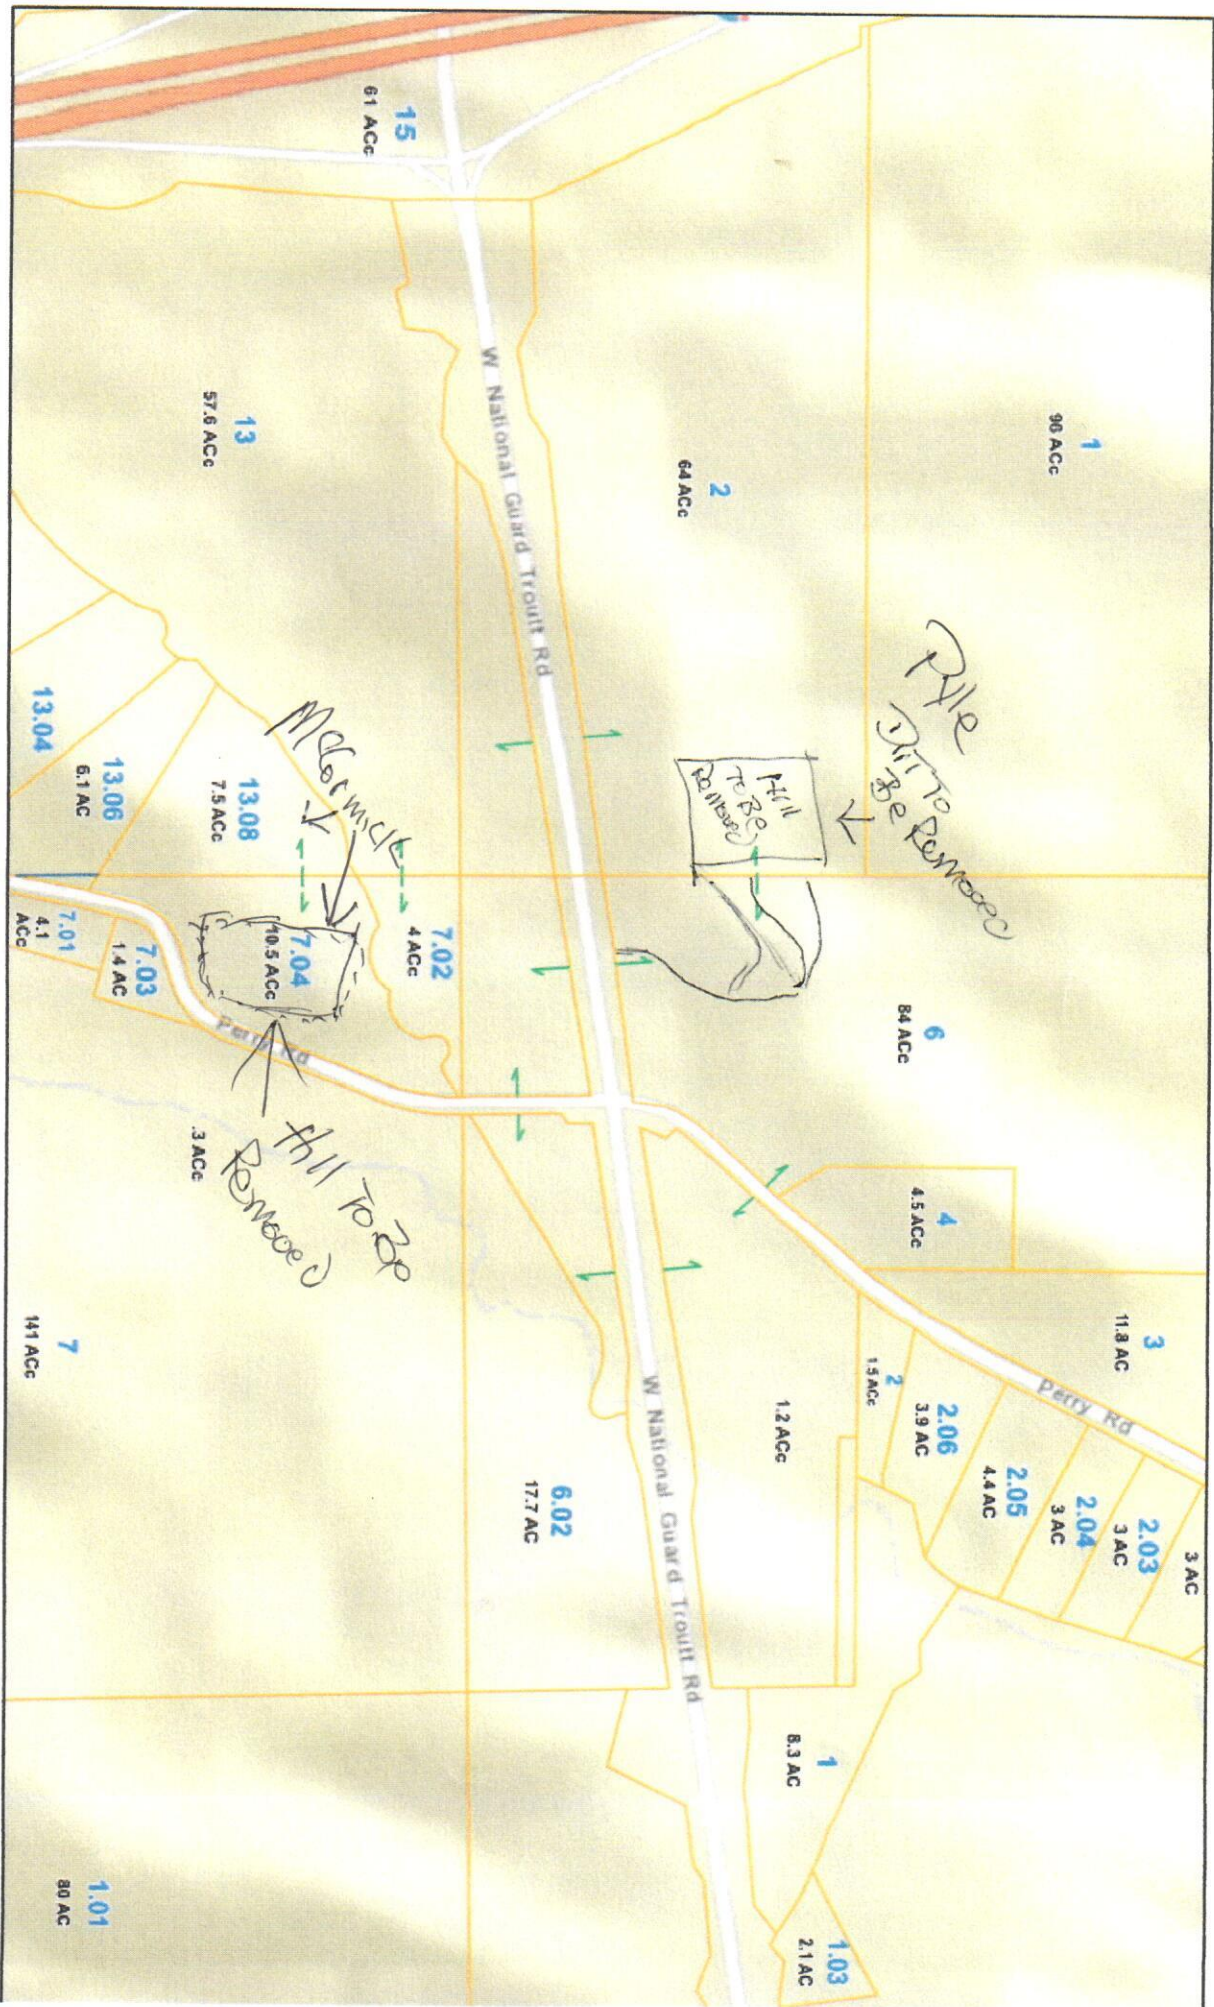 1
96 ACc
2
64 ACc
15
61 ACc
13
57.6 ACc
W National Guard Troutt Rd
Pyle
Dirt To
Be Removed
Hill
To Be
Removed
McCormick
13.04
13.06
6.1 AC
13.08
7.5 ACc
7.01
4.1
ACc
7.03
1.4 AC
7.04
10.5 ACc
7.02
4 ACc
Perry Rd
Hill To Be
Removed
.3 ACc
6
84 ACc
4
4.5 ACc
3
11.8 AC
Perry Rd
2
1.5 ACc
2.06
3.9 AC
2.05
4.4 AC
2.04
3 AC
2.03
3 AC
3 AC
1.2 ACc
W National Guard Troutt Rd
6.02
17.7 AC
7
141 ACc
1
8.3 AC
1.03
2.1 AC
1.01
80 AC